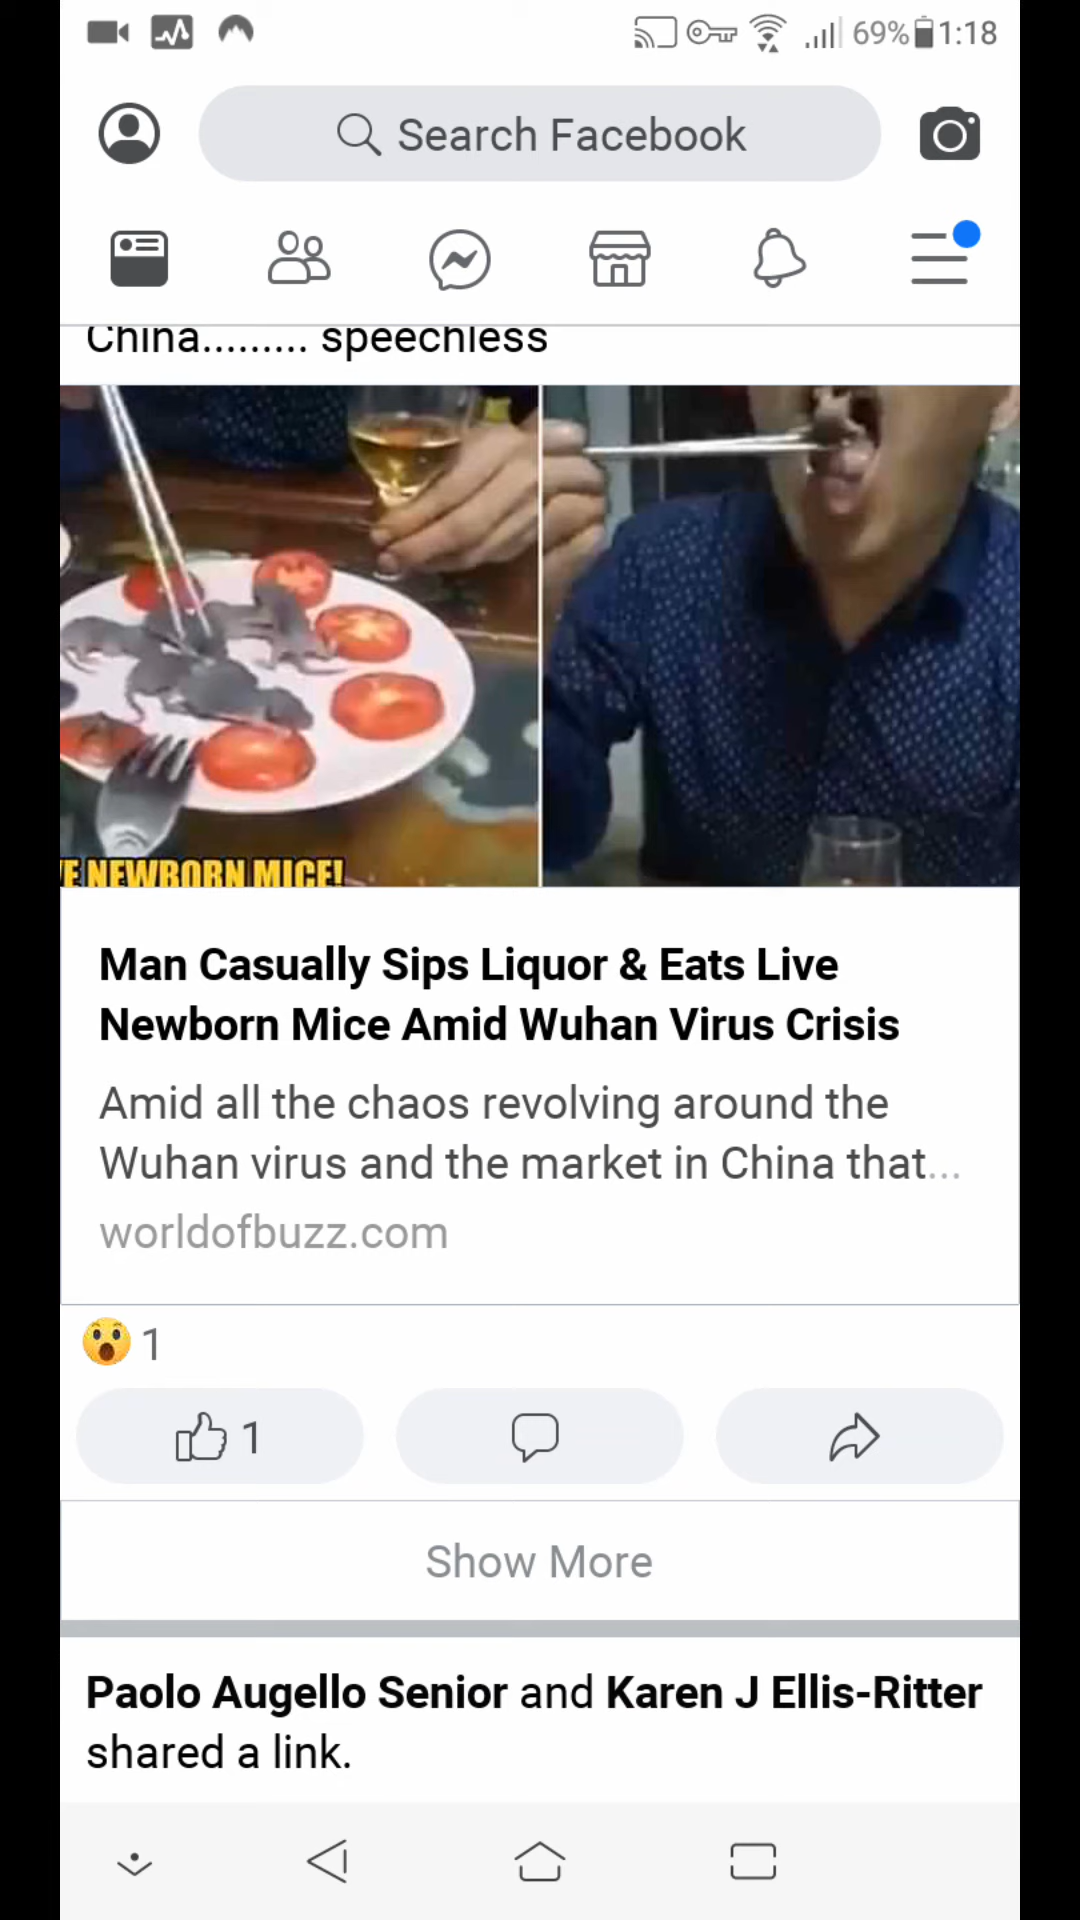 69% 1:18
Search Facebook
China......... speechless
E NEWBORN MICE!
Man Casually Sips Liquor & Eats Live
Newborn Mice Amid Wuhan Virus Crisis
Amid all the chaos revolving around the
Wuhan virus and the market in China that...
worldofbuzz.com
1
1
Show More
Paolo Augello Senior and Karen J Ellis-Ritter
shared a link.